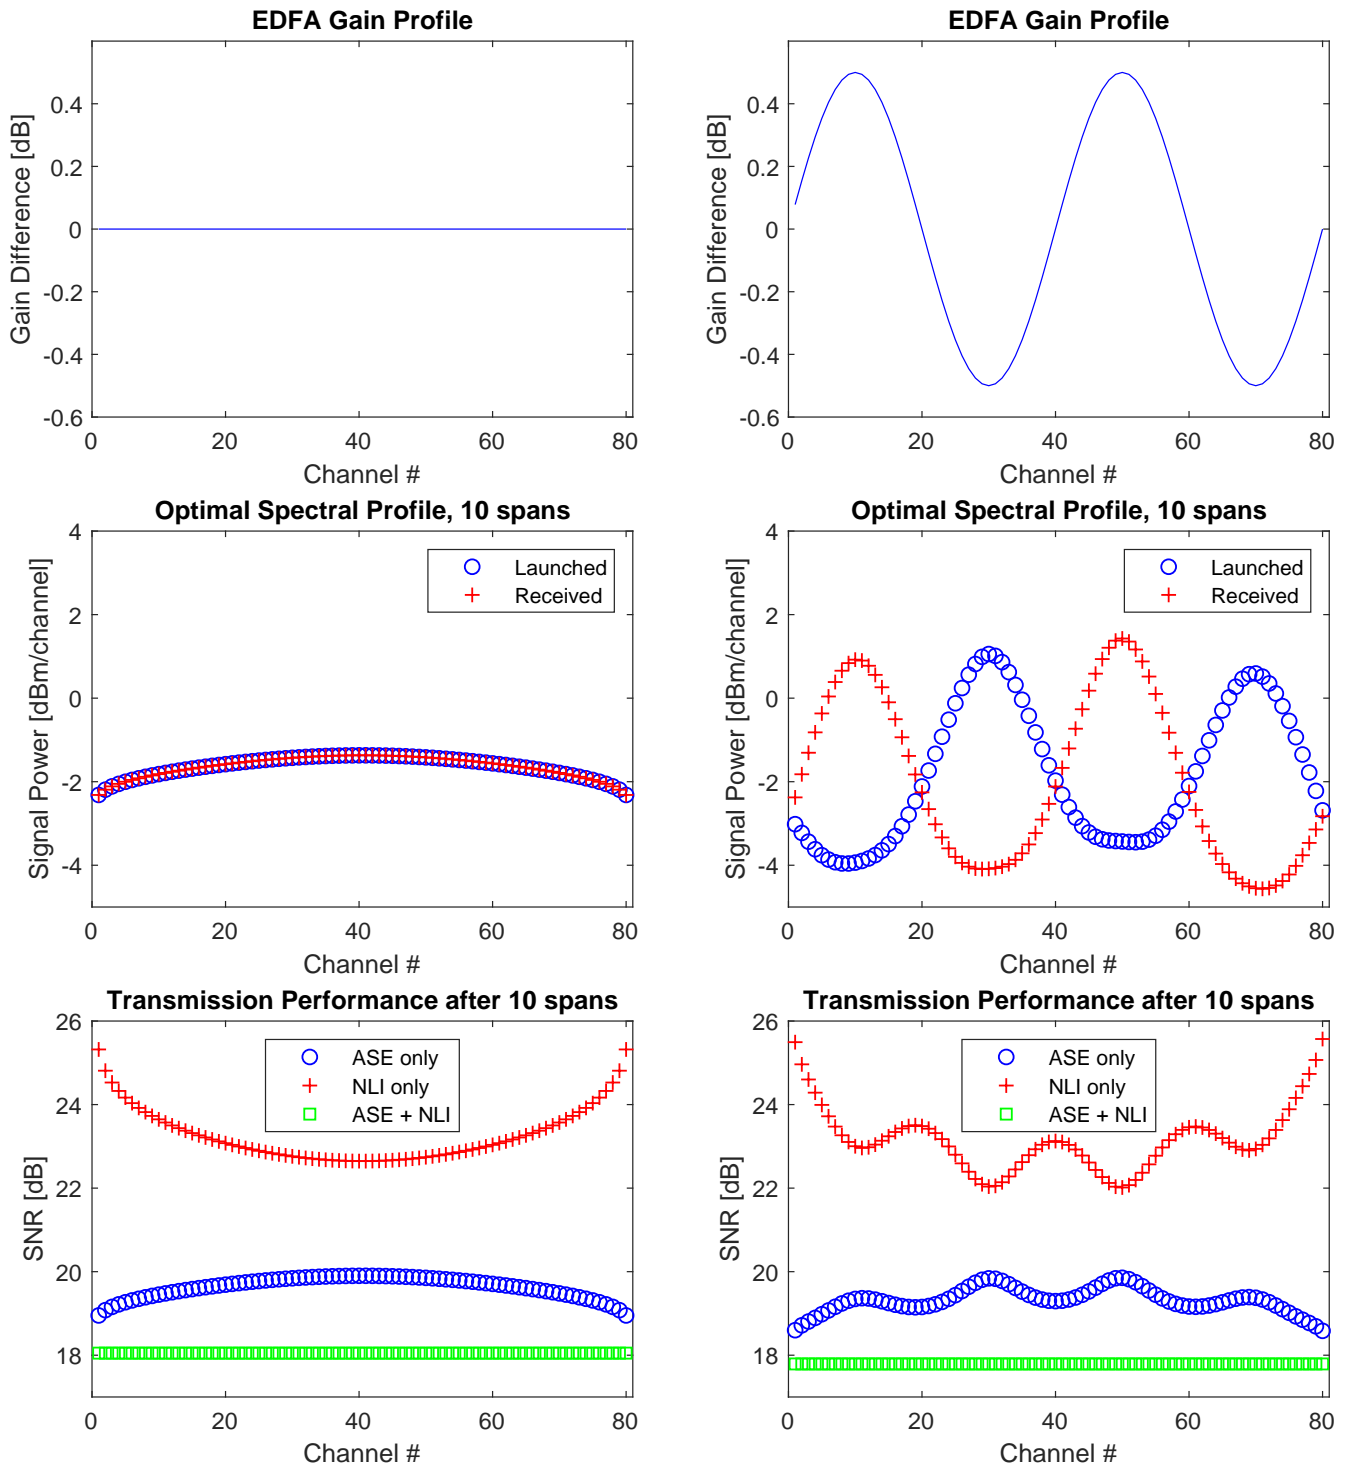 EDFA Gain Profile
Gain Difference [dB]
0.4
0.2
0
-0.2
-0.4
-0.6
0 20 40 60 80
Channel #
EDFA Gain Profile
Gain Difference [dB]
0.4
0.2
0
-0.2
-0.4
-0.6
0 20 40 60 80
Channel #
Optimal Spectral Profile, 10 spans
Signal Power [dBm/channel]
4
2
0
-2
-4
Launched
Received
0 20 40 60 80
Channel #
Optimal Spectral Profile, 10 spans
Signal Power [dBm/channel]
4
2
0
-2
-4
Launched
Received
0 20 40 60 80
Channel #
Transmission Performance after 10 spans
SNR [dB]
26
24
22
20
18
ASE only
NLI only
ASE + NLI
0 20 40 60 80
Channel #
Transmission Performance after 10 spans
SNR [dB]
26
24
22
20
18
ASE only
NLI only
ASE + NLI
0 20 40 60 80
Channel #